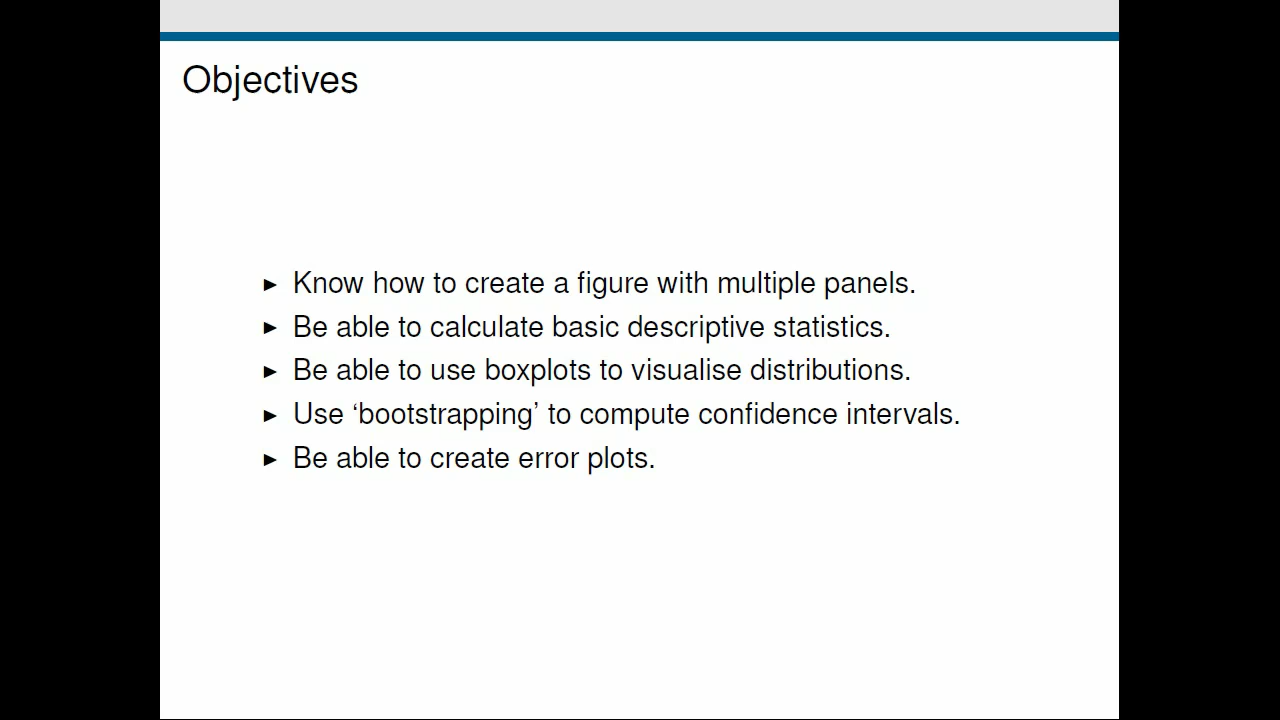 Objectives
► Know how to create a figure with multiple panels.
► Be able to calculate basic descriptive statistics.
► Be able to use boxplots to visualise distributions.
► Use ‘bootstrapping’ to compute confidence intervals.
► Be able to create error plots.